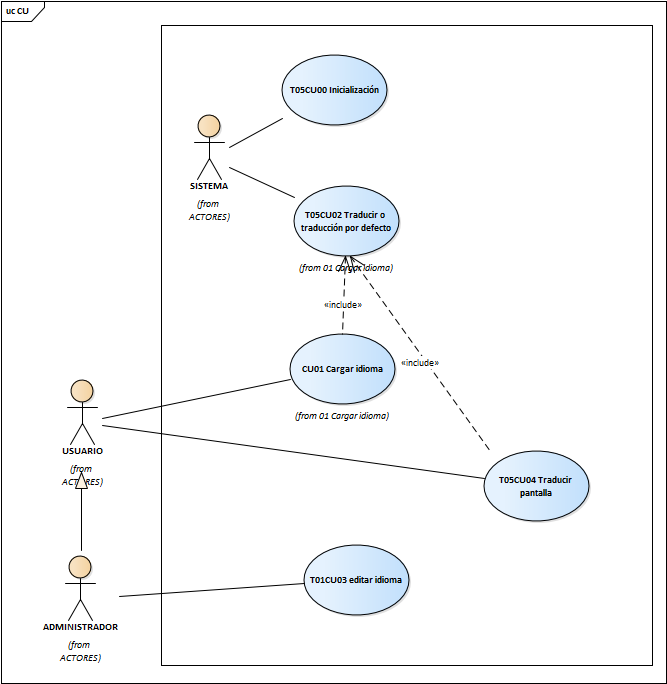 uc CU
T05CU00 Inicialización
SISTEMA
(from
ACTORES)
T05CU02 Traducir o
traducción por defecto
(from 01 Cargar idioma)
«include»
CU01 Cargar idioma
(from 01 Cargar idioma)
«include»
USUARIO
(from
ACTORES)
T05CU04 Traducir
pantalla
T01CU03 editar idioma
ADMINISTRADOR
(from
ACTORES)